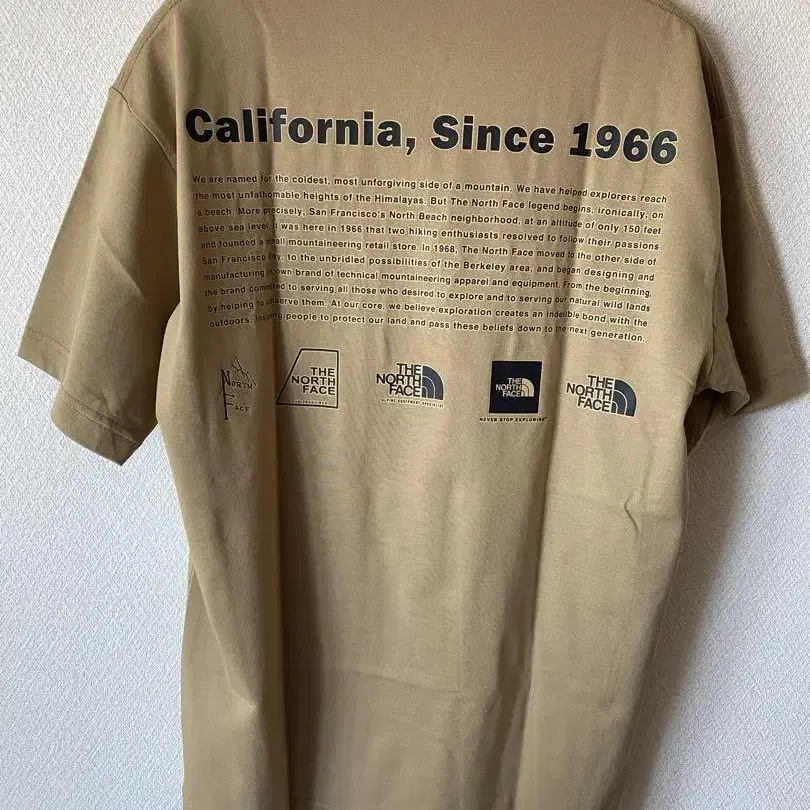 California, Since 1966
We are named for the coldest, most unforgiving side of a mountain. We have helped explorers reach
the most unfathomable heights of the Himalayas. But The North Face legend begins, ironically, on
a beach. More precisely, San Francisco's North Beach neighborhood, at an altitude of only 150 feet
above sea level. It was here in 1966 that two hiking enthusiasts resolved to follow their passions
and founded a small mountaineering retail store. In 1968, The North Face moved to the other side of
San Francisco Bay, to the unbridled possibilities of the Berkeley area, and began designing and
manufacturing own brand of technical mountaineering apparel and equipment. From the beginning,
the brand committed to serving all those who desired to explore and to serving our natural wild lands
by helping to conserve them. At our core, we believe exploration creates an indelible bond with the
outdoors, inspiring people to protect our land and pass these beliefs down to the next generation.
North
Face
THE
NORTH
FACE
SAN FRANCISCO
THE
NORTH
FACE
ALPINE EQUIPMENT SPECIALIST
THE
NORTH
FACE
NEVER STOP EXPLORING
THE
NORTH
FACE